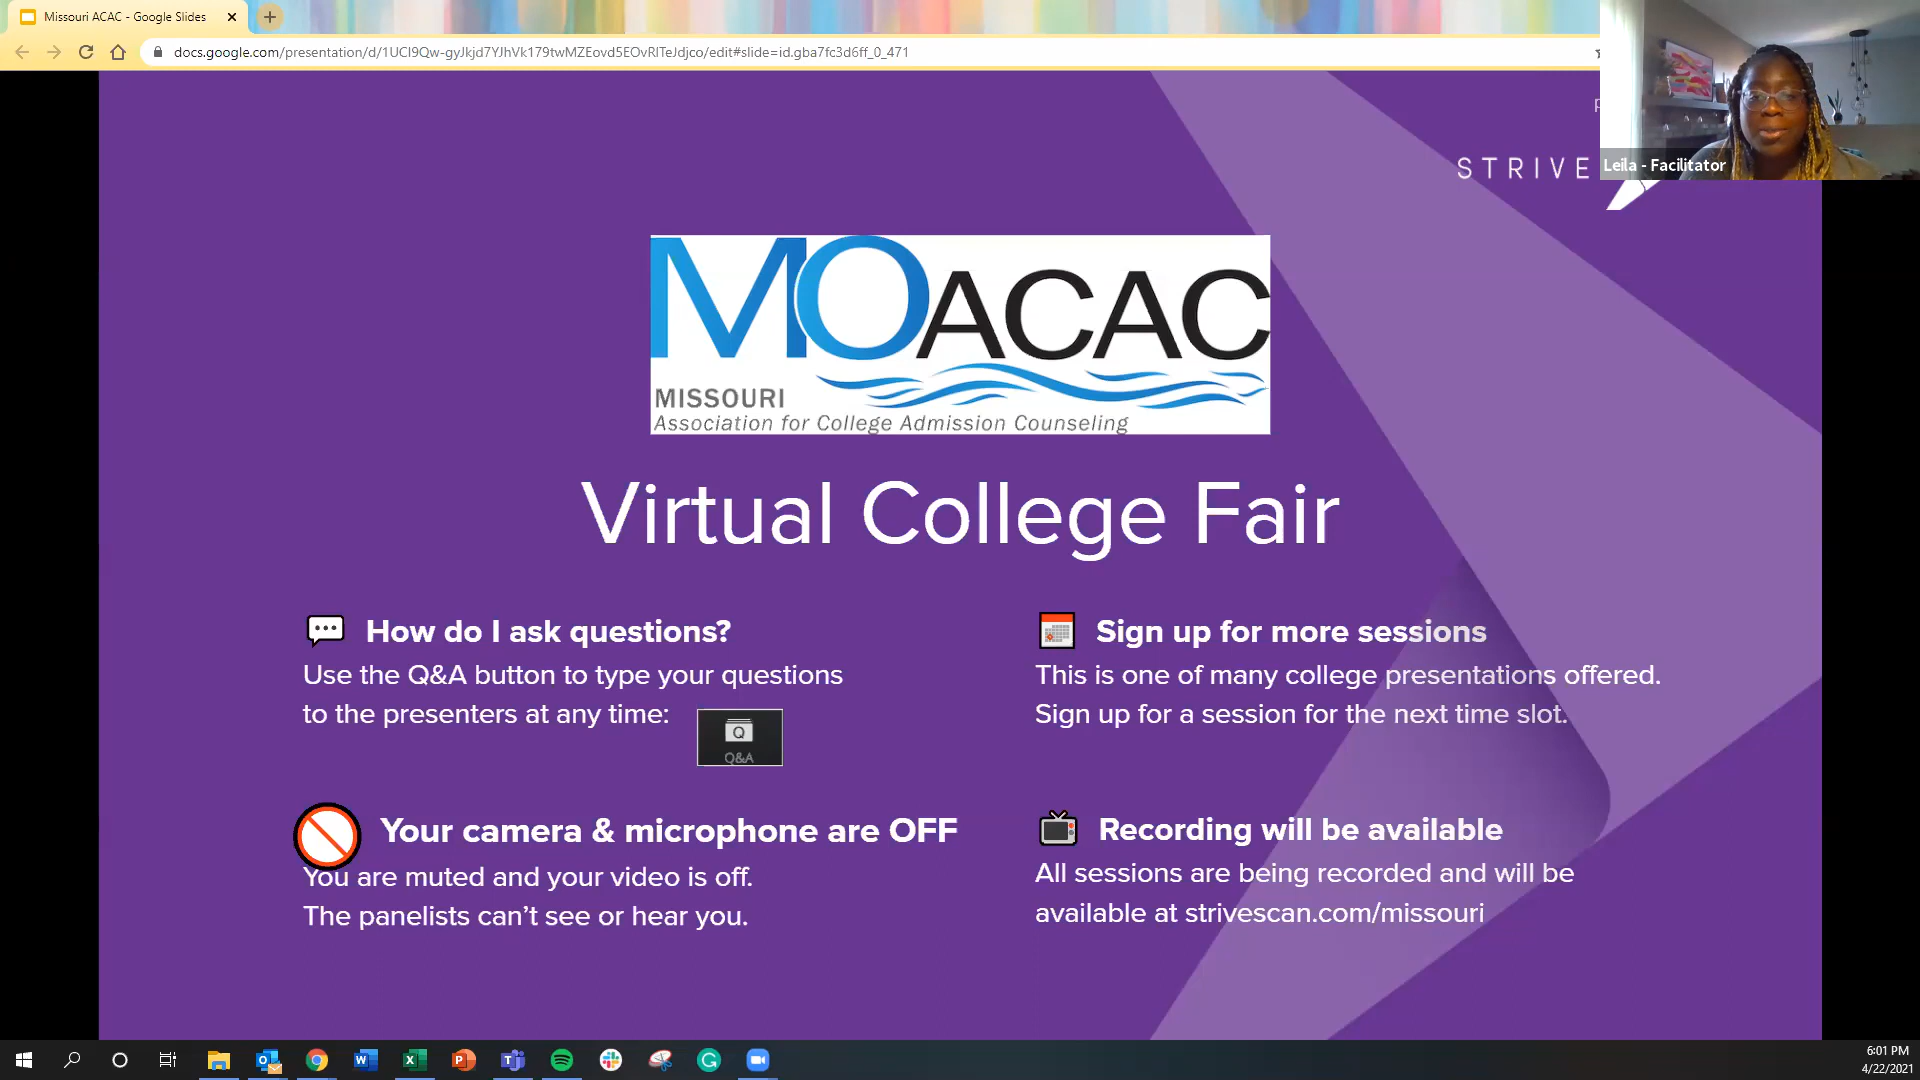 Missouri ACAC - Google Slides
docs.google.com/presentation/d/1UCI9Qw-gyJkjd7YJhVk179twMZEovd5EOvRlTeJdjco/edit#slide=id.gba7fc3d6ff_0_471
Leila - Facilitator
STRIVE
MOACAC
MISSOURI
Association for College Admission Counseling
Virtual College Fair
How do I ask questions?
Use the Q&A button to type your questions
to the presenters at any time:
Q
Q&A
Sign up for more sessions
This is one of many college presentations offered.
Sign up for a session for the next time slot.
Your camera & microphone are OFF
You are muted and your video is off.
The panelists can’t see or hear you.
Recording will be available
All sessions are being recorded and will be
available at strivescan.com/missouri
6:01 PM
4/22/2021